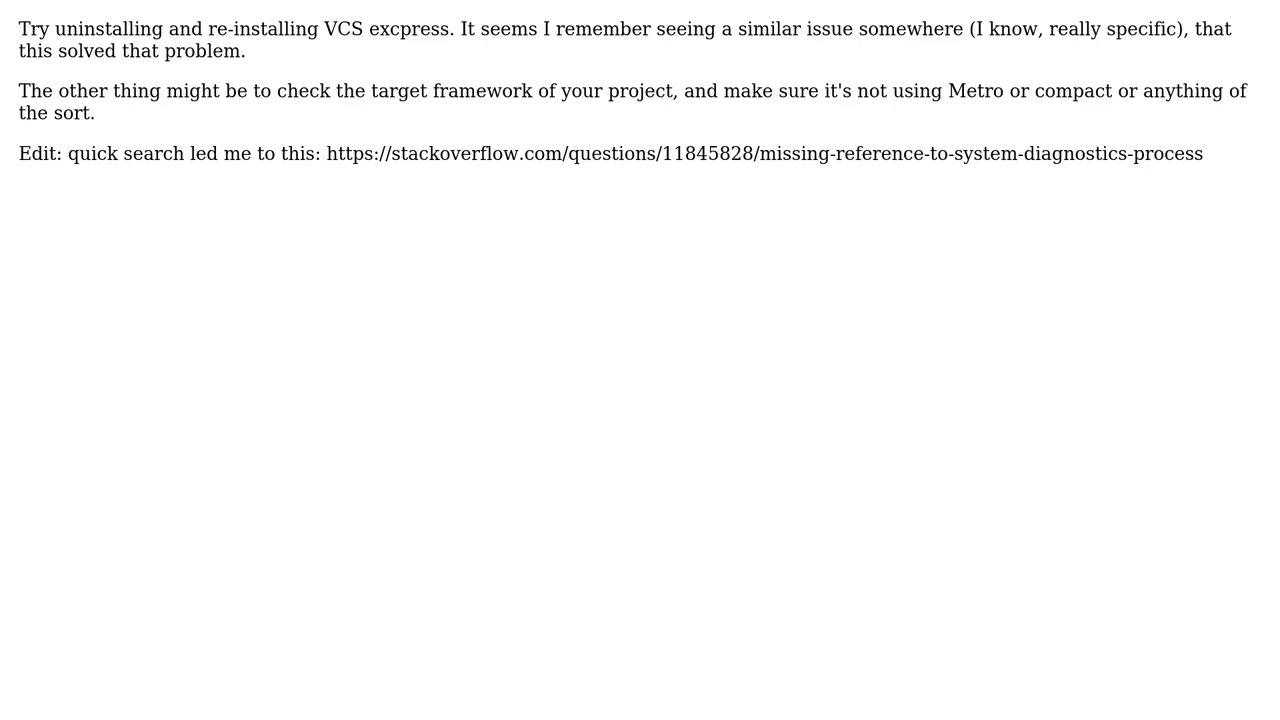 Try uninstalling and re-installing VCS excpress. It seems I remember seeing a similar issue somewhere (I know, really specific), that
this solved that problem.
The other thing might be to check the target framework of your project, and make sure it's not using Metro or compact or anything of
the sort.
Edit: quick search led me to this: https://stackoverflow.com/questions/11845828/missing-reference-to-system-diagnostics-process